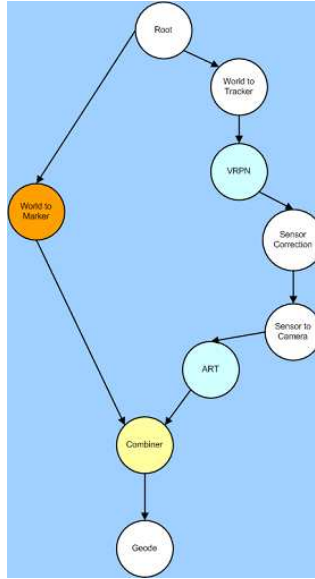 Root
World to
Tracker
VRPN
World to
Marker
Sensor
Correction
Sensor to
Camera
ART
Combiner
Geode